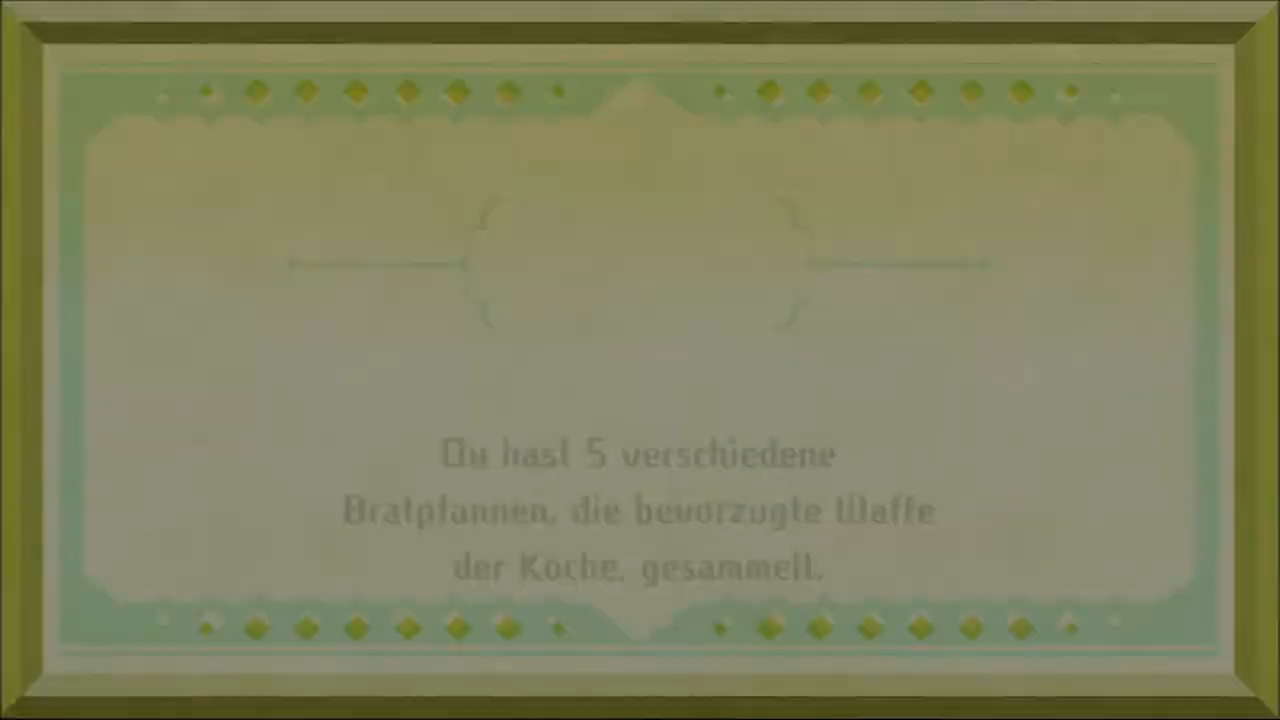 Du hast 5 verschiedene
Bratpfannen, die bevorzugte Waffe
der Köche, gesammelt.